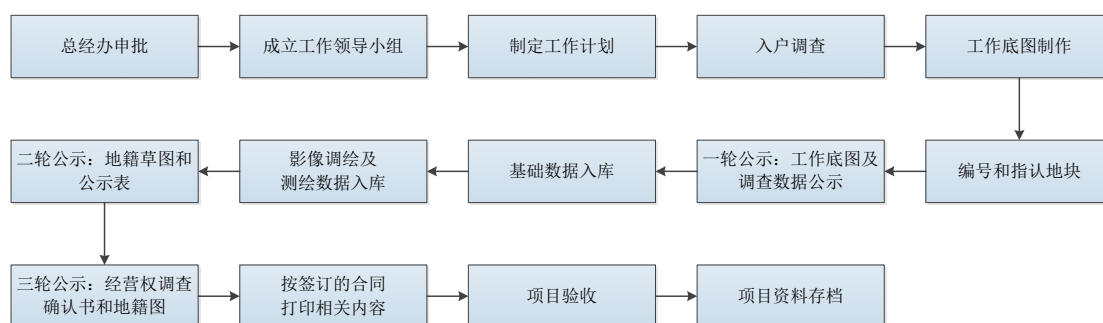 总经办申批
成立工作领导小组
制定工作计划
入户调查
工作底图制作
编号和指认地块
一轮公示：工作底图及
调查数据公示
基础数据入库
影像调绘及
测绘数据入库
二轮公示：地籍草图和
公示表
三轮公示：经营权调查
确认书和地籍图
按签订的合同
打印相关内容
项目验收
项目资料存档